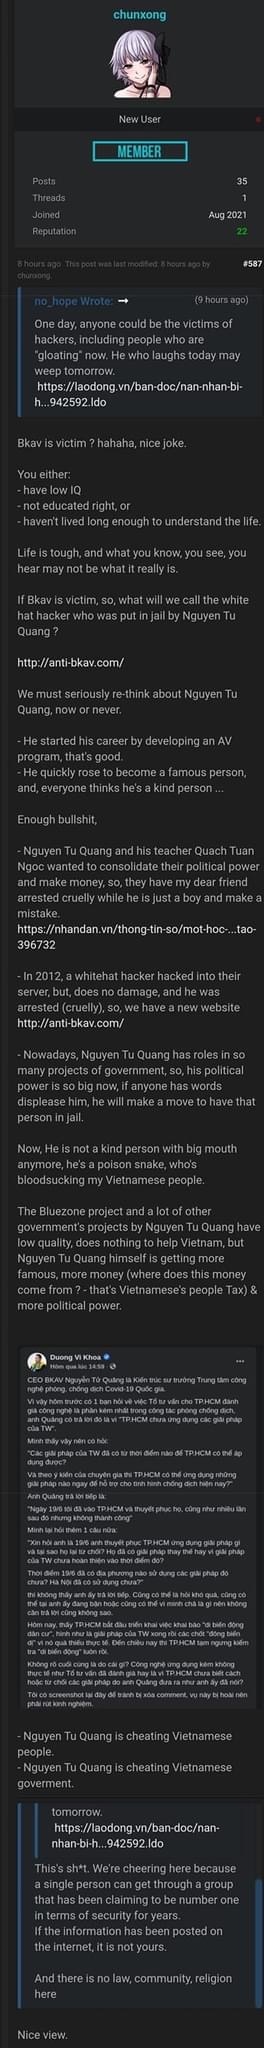 chunxong
New User
MEMBER
Posts 35
Threads 1
Joined Aug 2021
Reputation 22
8 hours ago This post was last modified: 8 hours ago by #587
chunxong.
no_hope Wrote: ➞ (9 hours ago)
One day, anyone could be the victims of
hackers, including people who are
"gloating" now. He who laughs today may
weep tomorrow.
https://laodong.vn/ban-doc/nan-nhan-bi-
h...942592.ldo
Bkav is victim ? hahaha, nice joke.
You either:
- have low IQ
- not educated right, or
- haven't lived long enough to understand the life.
Life is tough, and what you know, you see, you
hear may not be what it really is.
If Bkav is victim, so, what will we call the white
hat hacker who was put in jail by Nguyen Tu
Quang ?
http://anti-bkav.com/
We must seriously re-think about Nguyen Tu
Quang, now or never.
- He started his career by developing an AV
program, that's good.
- He quickly rose to become a famous person,
and, everyone thinks he's a kind person ...
Enough bullshit,
- Nguyen Tu Quang and his teacher Quach Tuan
Ngoc wanted to consolidate their political power
and make money, so, they have my dear friend
arrested cruelly while he is just a boy and make a
mistake.
https://nhandan.vn/thong-tin-so/mot-hoc-...tao-
396732
- In 2012, a whitehat hacker hacked into their
server, but, does no damage, and he was
arrested (cruelly), so, we have a new website
http://anti-bkav.com/
- Nowadays, Nguyen Tu Quang has roles in so
many projects of government, so, his political
power is so big now, if anyone has words
displease him, he will make a move to have that
person in jail.
Now, He is not a kind person with big mouth
anymore, he's a poison snake, who's
bloodsucking my Vietnamese people.
The Bluezone project and a lot of other
government's projects by Nguyen Tu Quang have
low quality, does nothing to help Vietnam, but
Nguyen Tu Quang himself is getting more
famous, more money (where does this money
come from ? - that's Vietnamese's people Tax) &
more political power.
Duong Vi Khoa
Hôm qua lúc 14:59
CEO BKAV Nguyễn Tử Quảng là Kiến trúc sư trưởng Trung tâm
công nghệ phòng, chống dịch Covid-19 Quốc gia.
Vì vậy hôm trước có 1 bạn hỏi về việc Tổ tư vấn cho TP.HCM đánh
giá công nghệ là phần kém nhất trong công tác phòng chống dịch,
anh Quảng có trả lời đó là vì "TP.HCM chưa ứng dụng các giải pháp
của TW".
Mình thấy vậy nên có hỏi:
"Các giải pháp của TW đã có từ thời điểm nào để TP.HCM có thể áp
dụng được?
Và theo ý kiến của chuyên gia thì TP.HCM có thể ứng dụng những
giải pháp nào ngay để hỗ trợ cho tình hình chống dịch hiện nay?"
Anh Quảng trả lời tiếp là:
"Ngày 19/6 tôi đã vào TP.HCM và thuyết phục họ, cũng như nhiều lần
sau đó nhưng không thành công"
Mình lại hỏi thêm 1 câu nữa:
"Xin hỏi anh là 19/6 anh thuyết phục TP.HCM ứng dụng giải pháp gì
và tại sao họ lại từ chối? Họ đã có giải pháp thay thế hay vì giải pháp
của TW chưa hoàn thiện vào thời điểm đó?
Thời điểm 19/6 đã có địa phương nào sử dụng các giải pháp đó
chưa? Hà Nội đã có sử dụng chưa?"
thì không thấy anh ấy trả lời tiếp. Cũng có thể là hỏi khó quá, cũng có
thể tại anh ấy đang bận hoặc cũng có thể vì mình chả là gì nên không
cần trả lời cũng không sao.
Hôm nay, thấy TP.HCM bắt đầu triển khai việc khai báo "di biến động
dân cư", hình như là giải pháp của TW xong rồi các chốt "đông biến
dị" vì nó quá thiếu thực tế. Đến chiều nay thì TP.HCM tạm ngưng kiểm
tra "di biến động" luôn rồi.
Không rõ cuối cùng là do cái gì? Công nghệ ứng dụng kém không
thực tế như Tổ tư vấn đánh giá hay là vì TP.HCM chưa biết cách
hoặc từ chối các giải pháp do anh Quảng đưa ra như anh ấy đã nói?
Tôi có screenshot lại đây để tránh bị xóa comment, vụ này bị hoài nên
phải rút kinh nghiệm.
- Nguyen Tu Quang is cheating Vietnamese
people.
- Nguyen Tu Quang is cheating Vietnamese
goverment.
tomorrow.
https://laodong.vn/ban-doc/nan-
nhan-bi-h...942592.ldo
This's sh*t. We're cheering here because
a single person can get through a group
that has been claiming to be number one
in terms of security for years.
If the information has been posted on
the internet, it is not yours.
And there is no law, community, religion
here
Nice view.